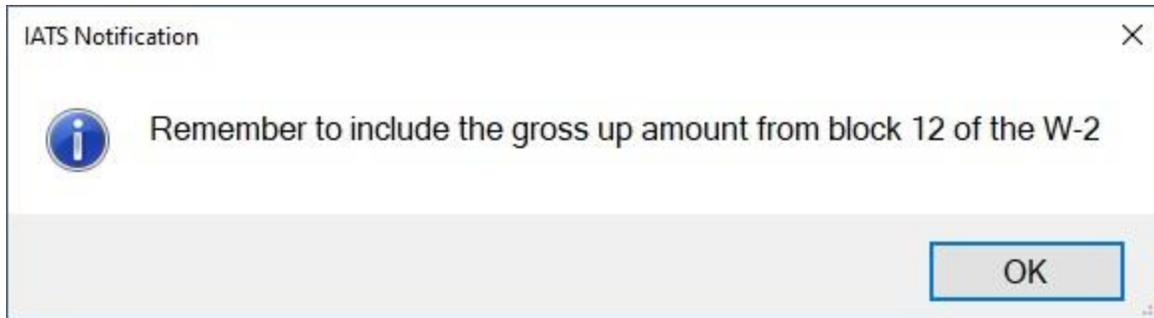 IATS Notification
Remember to include the gross up amount from block 12 of the W-2
OK